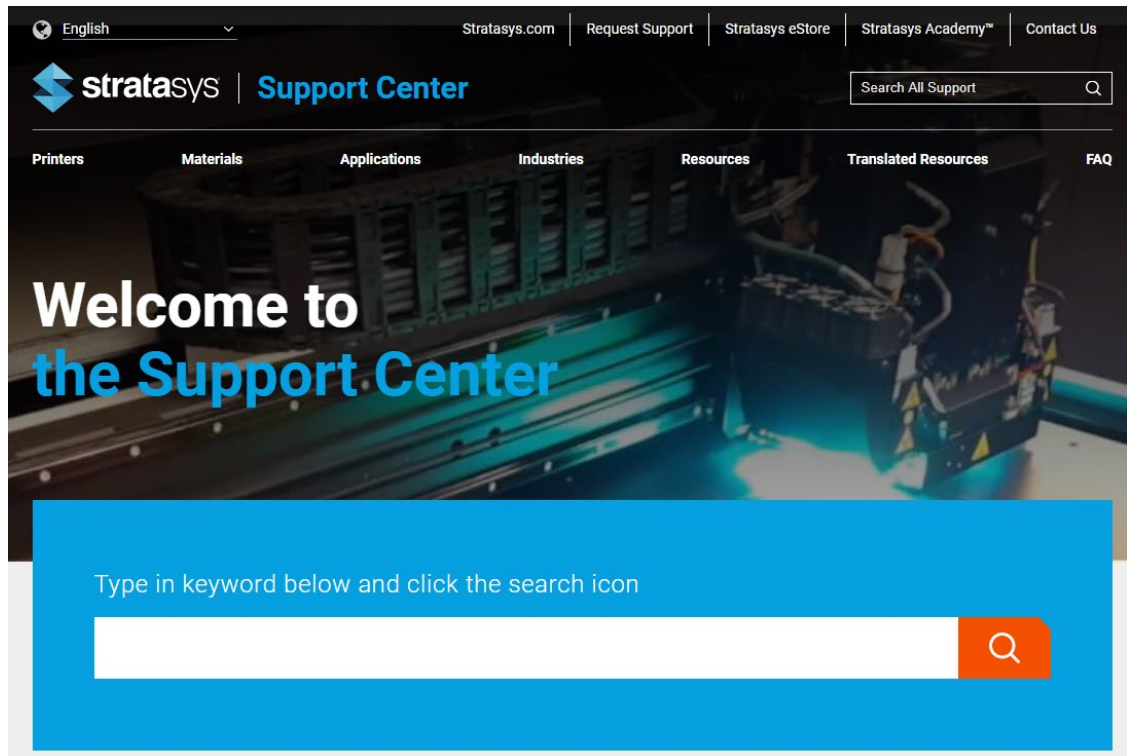 English
Stratasys.com
Request Support
Stratasys eStore
Stratasys Academy™
Contact Us
stratasys | Support Center
Search All Support
Printers
Materials
Applications
Industries
Resources
Translated Resources
FAQ
Welcome to
the Support Center
Type in keyword below and click the search icon